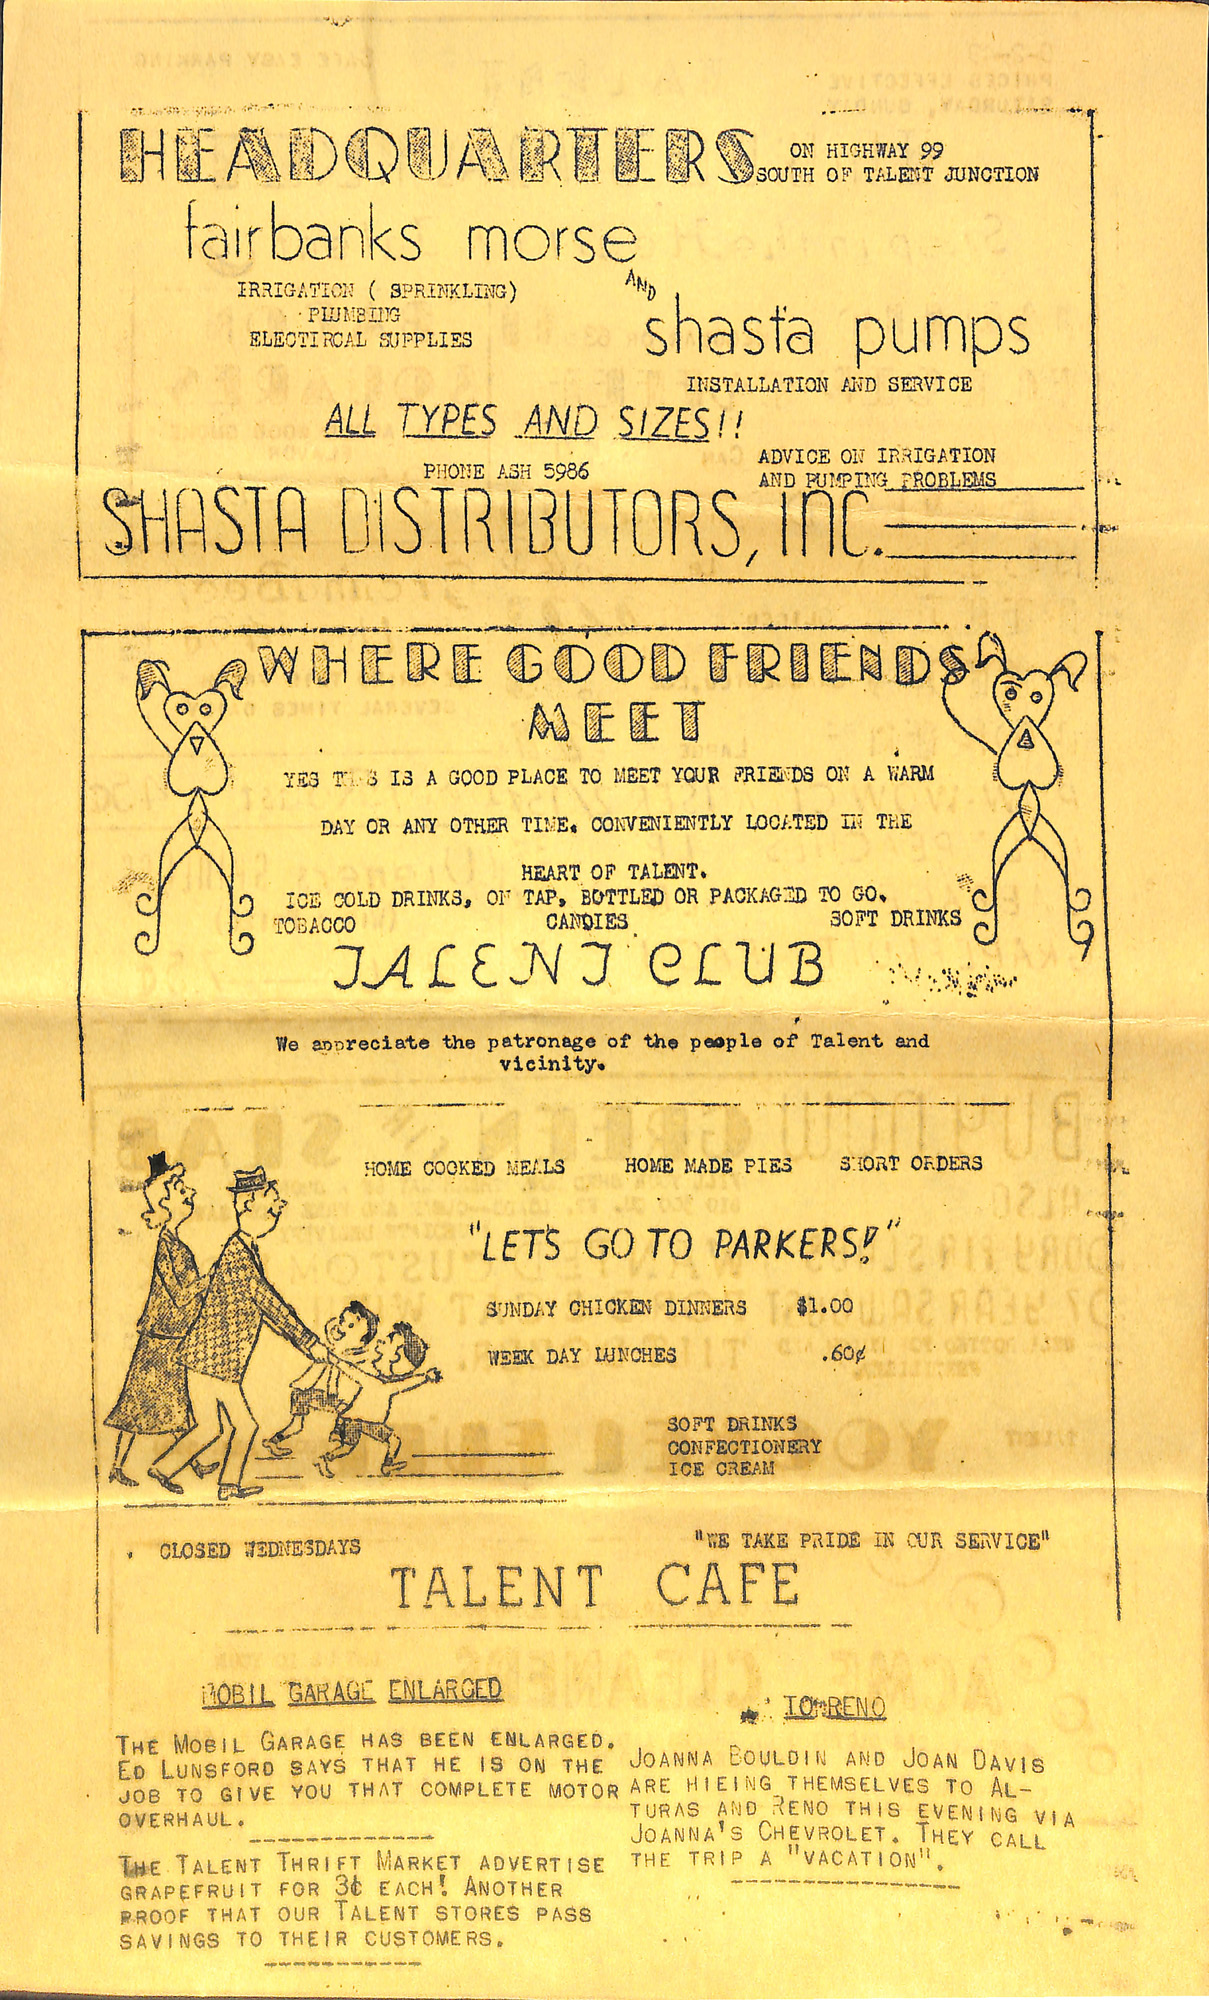 HEADQUARTERS
ON HIGHWAY 99
SOUTH OF TALENT JUNCTION
fairbanks morse
AND
IRRIGATION ( SPRINKLING)
PLUMBING
ELECTIRCAL SUPPLIES
shasta pumps
INSTALLATION AND SERVICE
ALL TYPES AND SIZES!!
PHONE ASH 5986
ADVICE ON IRRIGATION
AND PUMPING PROBLEMS
SHASTA DISTRIBUTORS, INC.
WHERE GOOD FRIENDS
MEET
YES THIS IS A GOOD PLACE TO MEET YOUR FRIENDS ON A WARM
DAY OR ANY OTHER TIME. CONVENIENTLY LOCATED IN THE
HEART OF TALENT.
ICE COLD DRINKS, ON TAP, BOTTLED OR PACKAGED TO GO.
TOBACCO CANDIES SOFT DRINKS
TALENT CLUB
We appreciate the patronage of the people of Talent and
vicinity.
HOME COOKED MEALS HOME MADE PIES SHORT ORDERS
"LET'S GO TO PARKERS!"
SUNDAY CHICKEN DINNERS $1.00
WEEK DAY LUNCHES .60¢
SOFT DRINKS
CONFECTIONERY
ICE CREAM
CLOSED WEDNESDAYS
"WE TAKE PRIDE IN OUR SERVICE"
TALENT CAFE
MOBIL GARAGE ENLARGED
THE MOBIL GARAGE HAS BEEN ENLARGED.
ED LUNSFORD SAYS THAT HE IS ON THE
JOB TO GIVE YOU THAT COMPLETE MOTOR
OVERHAUL.
THE TALENT THRIFT MARKET ADVERTISE
GRAPEFRUIT FOR 3¢ EACH! ANOTHER
PROOF THAT OUR TALENT STORES PASS
SAVINGS TO THEIR CUSTOMERS.
TO RENO
JOANNA BOULDIN AND JOAN DAVIS
ARE HIEING THEMSELVES TO AL-
TURAS AND RENO THIS EVENING VIA
JOANNA'S CHEVROLET. THEY CALL
THE TRIP A "VACATION".